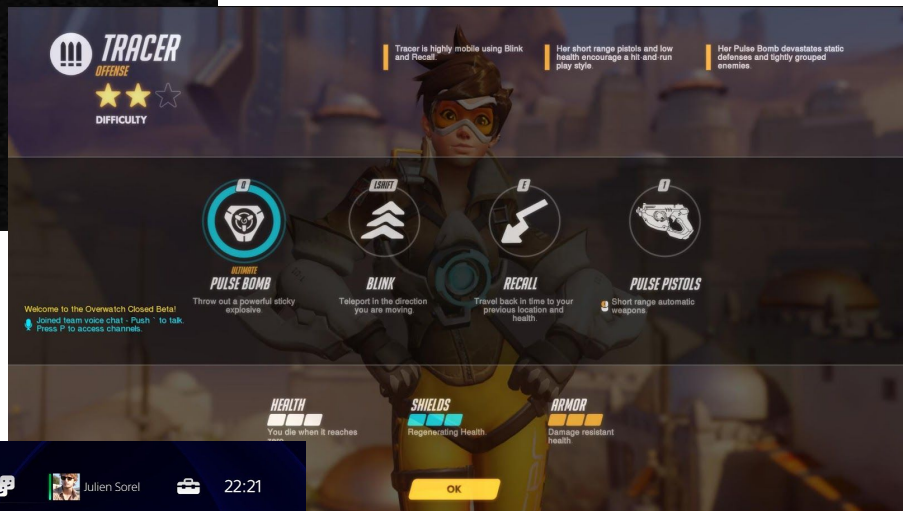 TRACER
OFFENSE
DIFFICULTY
Tracer is highly mobile using Blink
and Recall.
Her short range pistols and low
health encourage a hit-and-run
play style.
Her Pulse Bomb devastates static
defenses and tightly grouped
enemies.
Q
LSHIFT
E
1
ULTIMATE
PULSE BOMB
BLINK
RECALL
PULSE PISTOLS
Throw out a powerful sticky
explosive.
Teleport in the direction
you are moving.
Travel back in time to your
previous location and
health.
Short range automatic
weapons.
Welcome to the Overwatch Closed Beta!
Joined team voice chat - Push ` to talk.
Press P to access channels.
HEALTH
SHIELDS
ARMOR
You die when it reaches
Regenerating Health.
Damage resistant
health.
OK
Julien Sorel
22:21